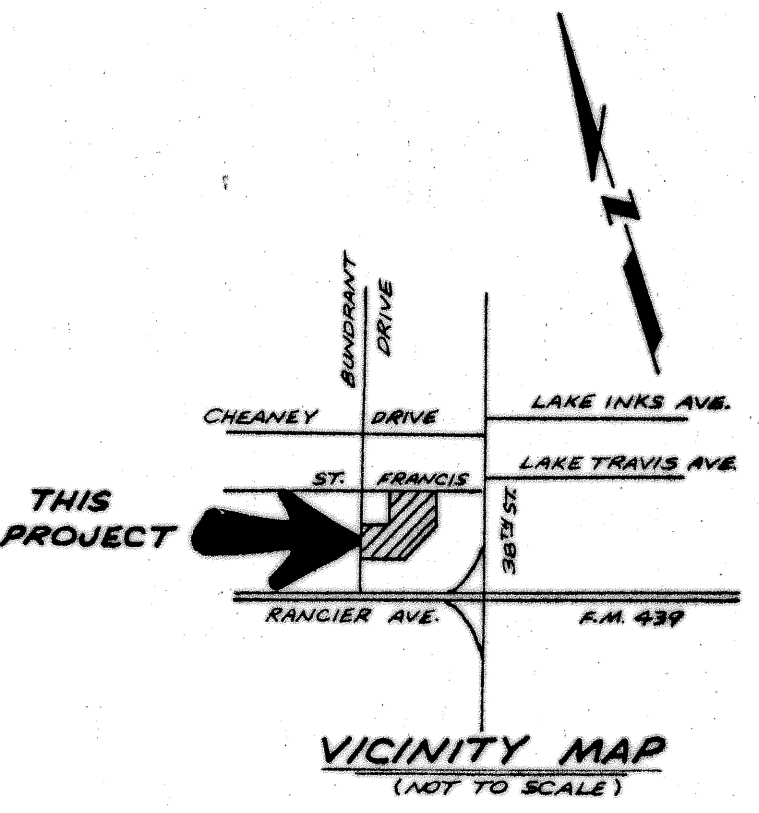 N
BUNDRANT
DRIVE
LAKE INKS AVE.
CHEANEY DRIVE
LAKE TRAVIS AVE.
ST. FRANCIS
THIS
PROJECT
38TH ST.
RANCIER AVE.
F.M. 439
VICINITY MAP
(NOT TO SCALE)